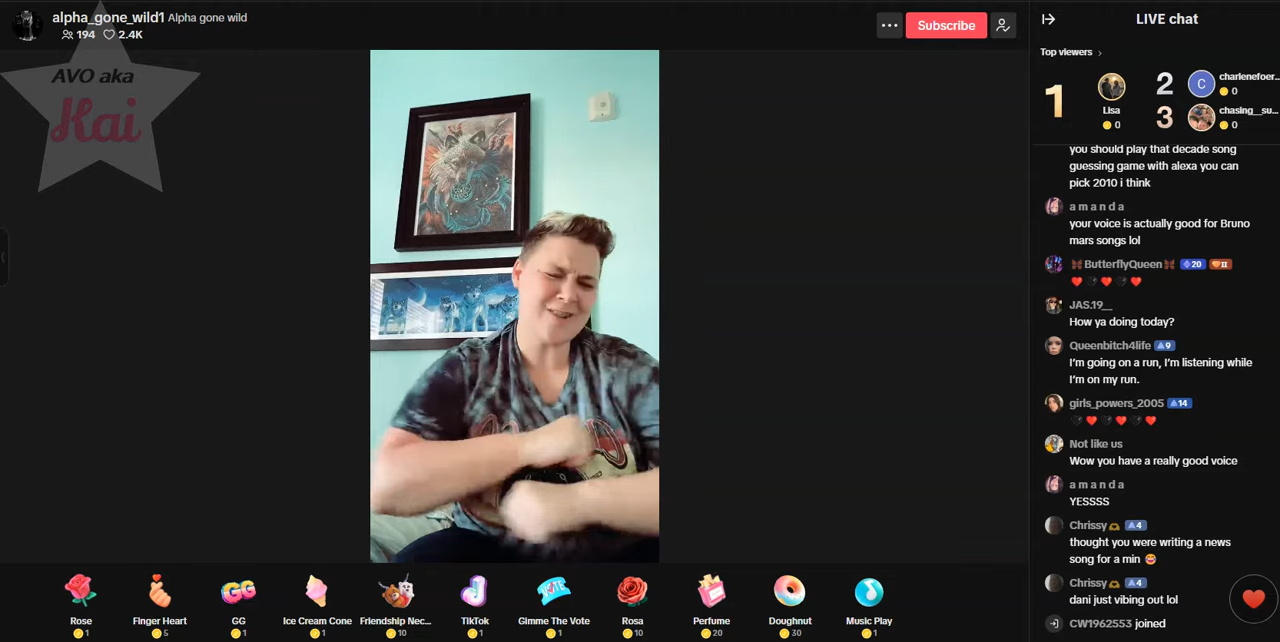 alpha_gone_wild1 Alpha gone wild
194 2.4K
Subscribe
AVO aka
Kai
LIVE chat
Top viewers
1
Lisa
0
2
C
charlenefoer...
0
3
chasing__su...
0
you should play that decade song
guessing game with alexa you can
pick 2010 i think
a m a n d a
your voice is actually good for Bruno
mars songs lol
ButterflyQueen 20 II
JAS.19__
How ya doing today?
Queenbitch4life 9
I'm going on a run, I'm listening while
I'm on my run.
girls_powers_2005 14
Not like us
Wow you have a really good voice
a m a n d a
YESSSS
Chrissy 4
thought you were writing a news
song for a min
Chrissy 4
dani just vibing out lol
CW1962553 joined
GG
VOTE
Rose
1
Finger Heart
5
GG
1
Ice Cream Cone
1
Friendship Nec...
10
TikTok
1
Gimme The Vote
1
Rosa
10
Perfume
20
Doughnut
30
Music Play
1